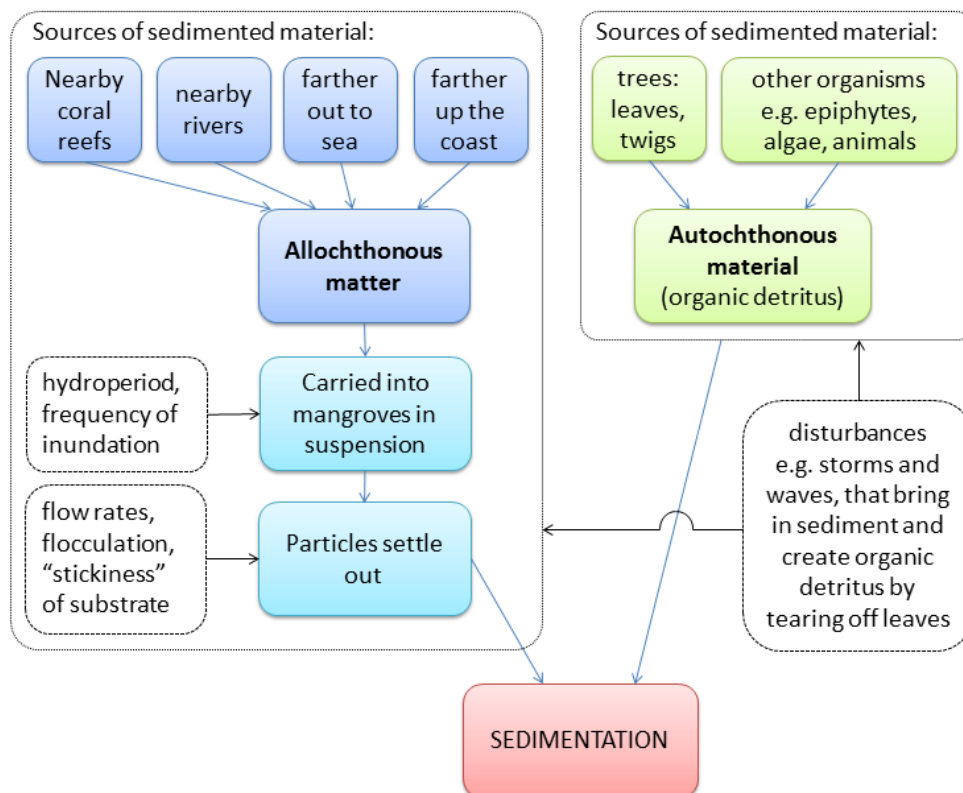 Sources of sedimented material:
Nearby
coral
reefs
nearby
rivers
farther
out to
sea
farther
up the
coast
Allochthonous
matter
hydroperiod,
frequency of
inundation
Carried into
mangroves in
suspension
flow rates,
flocculation,
“stickiness”
of substrate
Particles settle
out
Sources of sedimented material:
trees:
leaves,
twigs
other organisms
e.g. epiphytes,
algae, animals
Autochthonous
material
(organic detritus)
disturbances
e.g. storms and
waves, that bring
in sediment and
create organic
detritus by
tearing off leaves
SEDIMENTATION